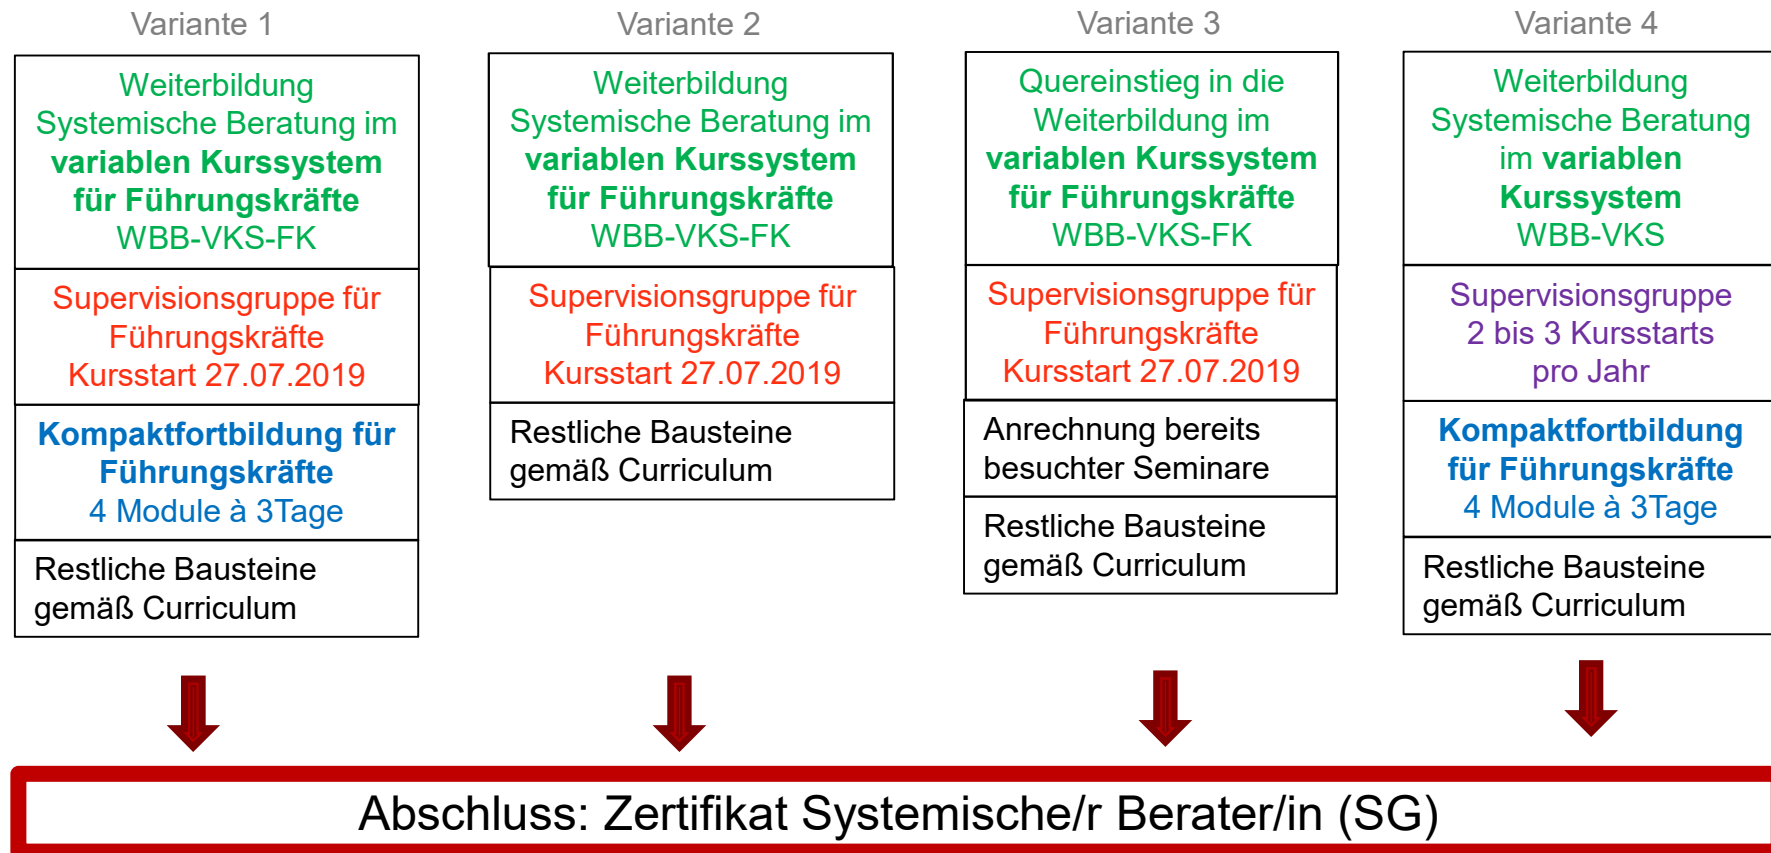 Variante 1
Weiterbildung
Systemische Beratung im
variablen Kurssystem
für Führungskräfte
WBB-VKS-FK
Supervisionsgruppe für
Führungskräfte
Kursstart 27.07.2019
Kompaktfortbildung für
Führungskräfte
4 Module à 3Tage
Restliche Bausteine
gemäß Curriculum
Variante 2
Weiterbildung
Systemische Beratung im
variablen Kurssystem
für Führungskräfte
WBB-VKS-FK
Supervisionsgruppe für
Führungskräfte
Kursstart 27.07.2019
Restliche Bausteine
gemäß Curriculum
Variante 3
Quereinstieg in die
Weiterbildung im
variablen Kurssystem
für Führungskräfte
WBB-VKS-FK
Supervisionsgruppe für
Führungskräfte
Kursstart 27.07.2019
Anrechnung bereits
besuchter Seminare
Restliche Bausteine
gemäß Curriculum
Variante 4
Weiterbildung
Systemische Beratung
im variablen
Kurssystem
WBB-VKS
Supervisionsgruppe
2 bis 3 Kursstarts
pro Jahr
Kompaktfortbildung
für Führungskräfte
4 Module à 3Tage
Restliche Bausteine
gemäß Curriculum
Abschluss: Zertifikat Systemische/r Berater/in (SG)